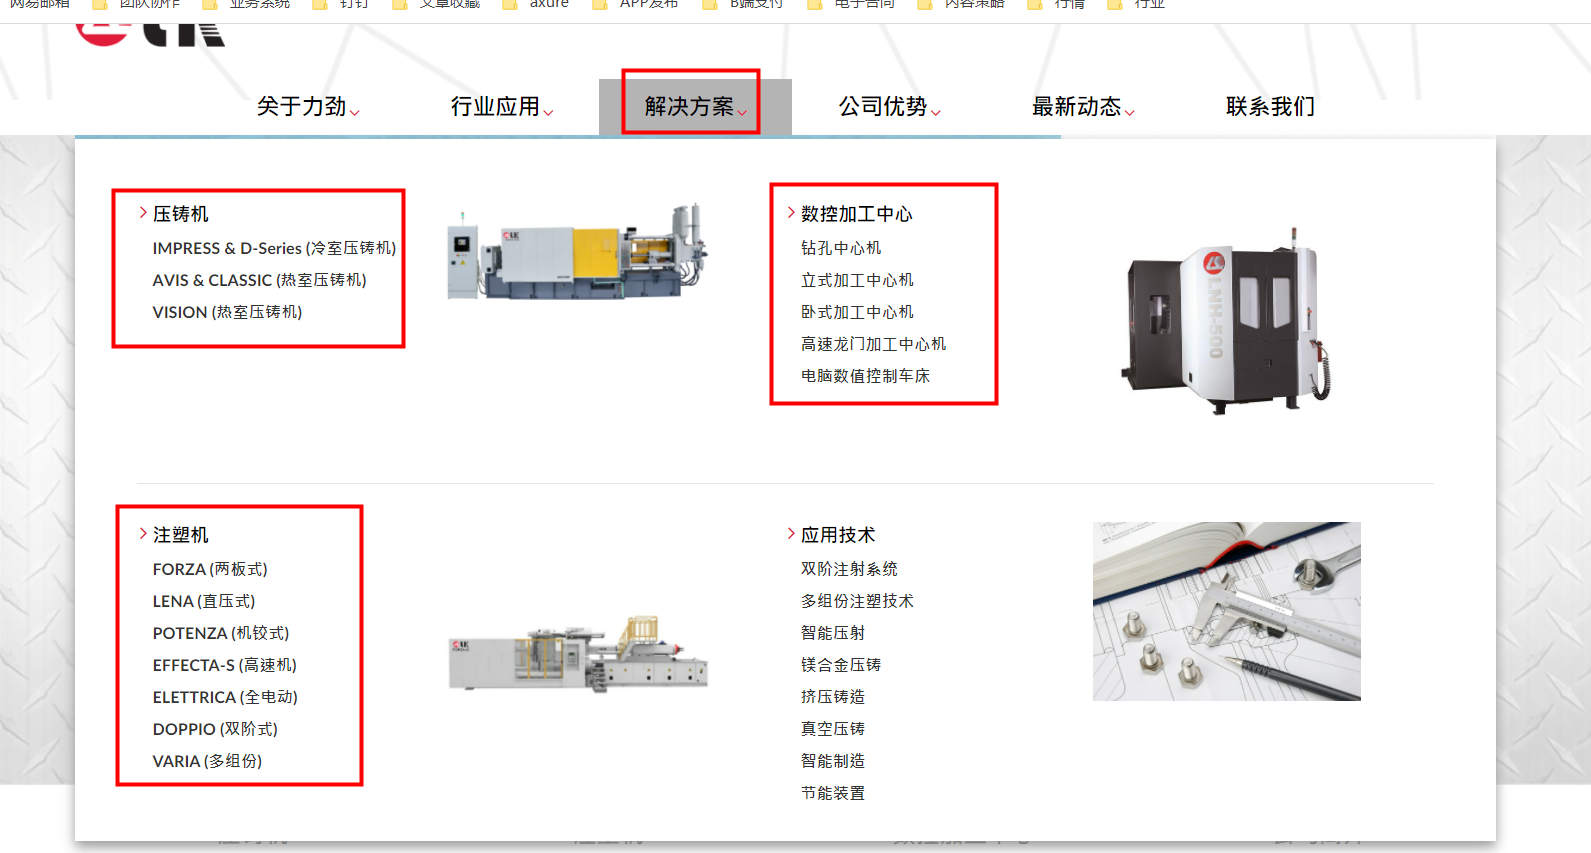 网易邮箱 团队协作 业务系统 钉钉 文章收藏 axure APP发布 B端支付 电子合同 内容策略 行情 行业
关于力劲 行业应用 解决方案 公司优势 最新动态 联系我们
压铸机
IMPRESS & D-Series (冷室压铸机)
AVIS & CLASSIC (热室压铸机)
VISION (热室压铸机)
数控加工中心
钻孔中心机
立式加工中心机
卧式加工中心机
高速龙门加工中心机
电脑数值控制车床
LNH-500
注塑机
FORZA (两板式)
LENA (直压式)
POTENZA (机铰式)
EFFECTA-S (高速机)
ELETTRICA (全电动)
DOPPIO (双阶式)
VARIA (多组份)
应用技术
双阶注射系统
多组份注塑技术
智能压射
镁合金压铸
挤压铸造
真空压铸
智能制造
节能装置